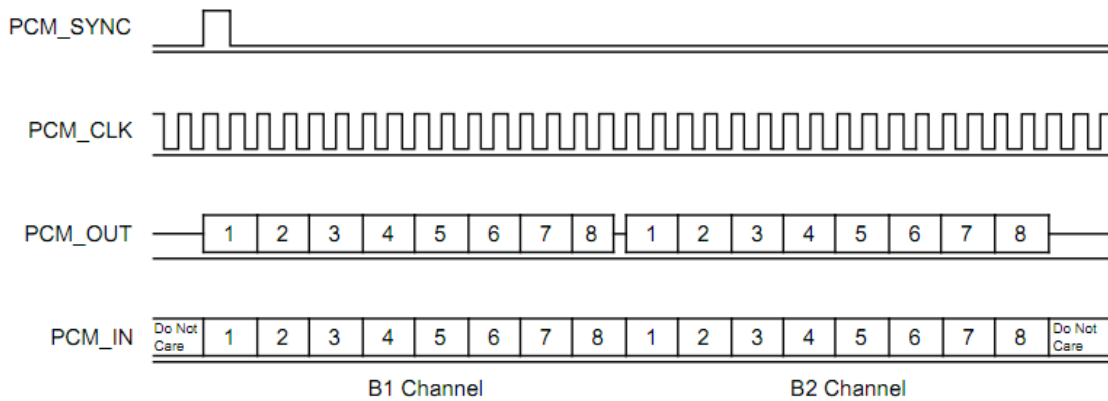 PCM_SYNC
PCM_CLK
PCM_OUT 1 2 3 4 5 6 7 8 1 2 3 4 5 6 7 8
PCM_IN Do Not Care 1 2 3 4 5 6 7 8 1 2 3 4 5 6 7 8 Do Not Care
B1 Channel B2 Channel